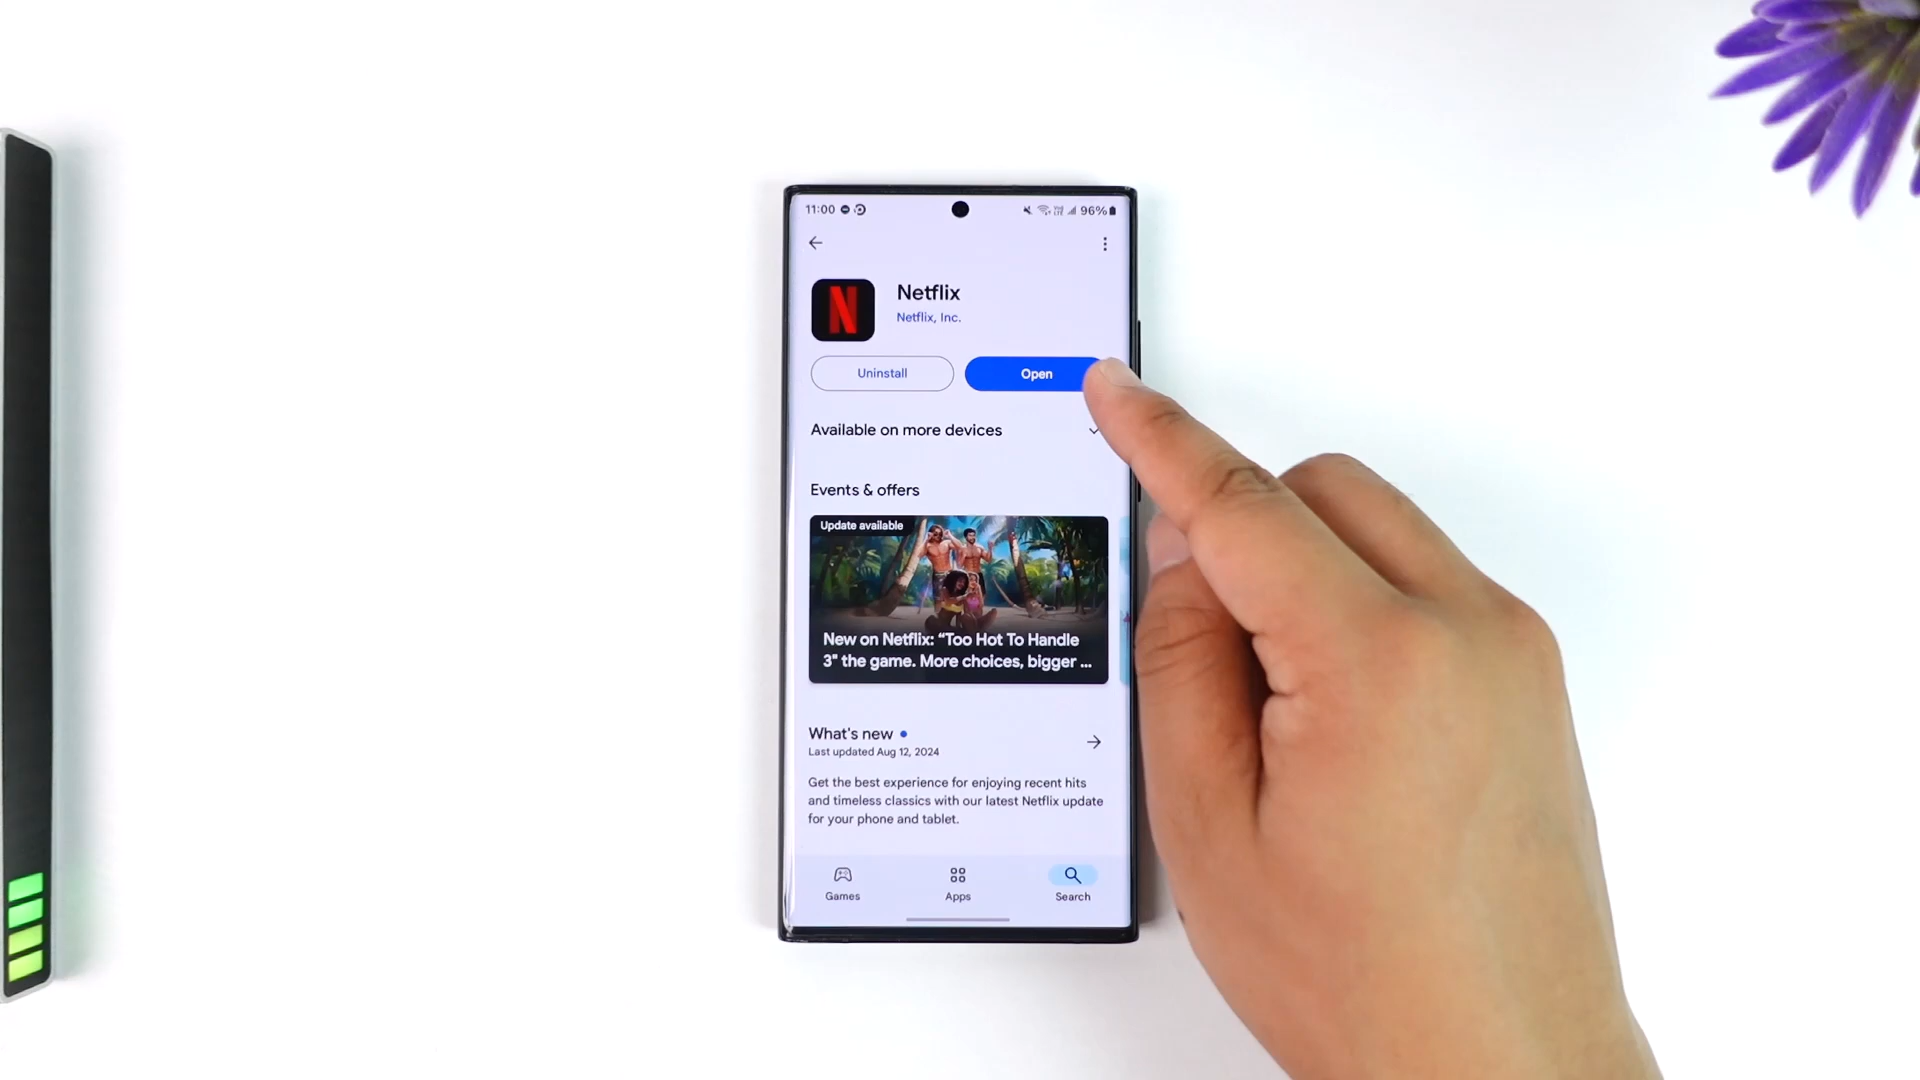 11:00 96%
Netflix
Netflix, Inc.
Uninstall Open
Available on more devices
Events & offers
Update available
New on Netflix: “Too Hot To Handle
3" the game. More choices, bigger ...
What's new
Last updated Aug 12, 2024
Get the best experience for enjoying recent hits
and timeless classics with our latest Netflix update
for your phone and tablet.
Games Apps Search